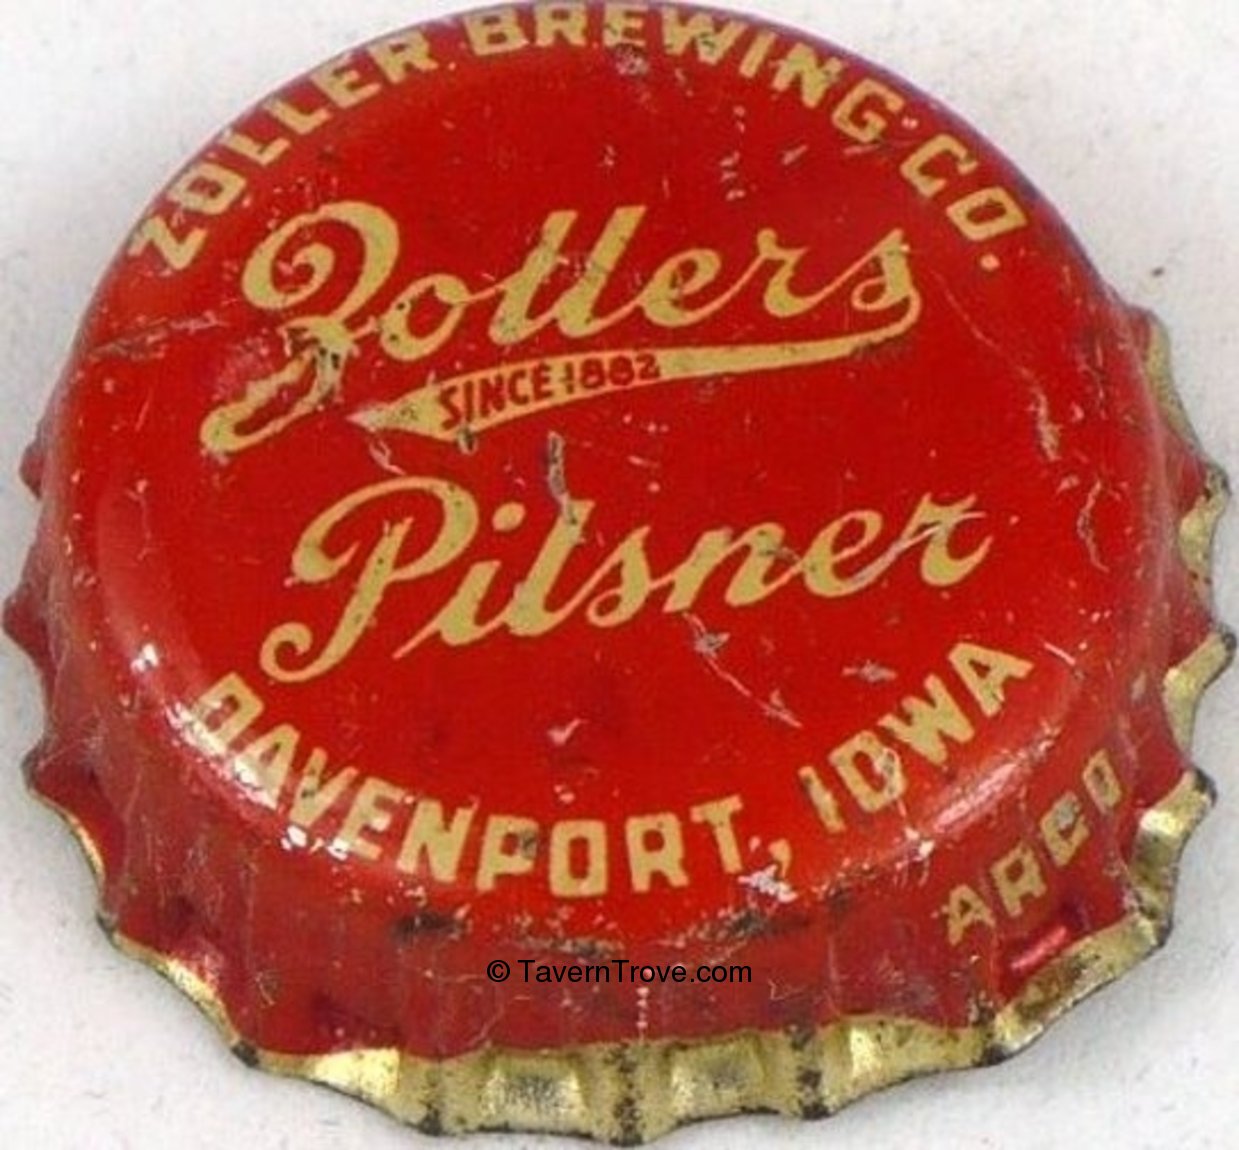 ZOLLER BREWING CO.
Zollers
SINCE 1882
Pilsner
DAVENPORT, IOWA
ARCO
© TavernTrove.com